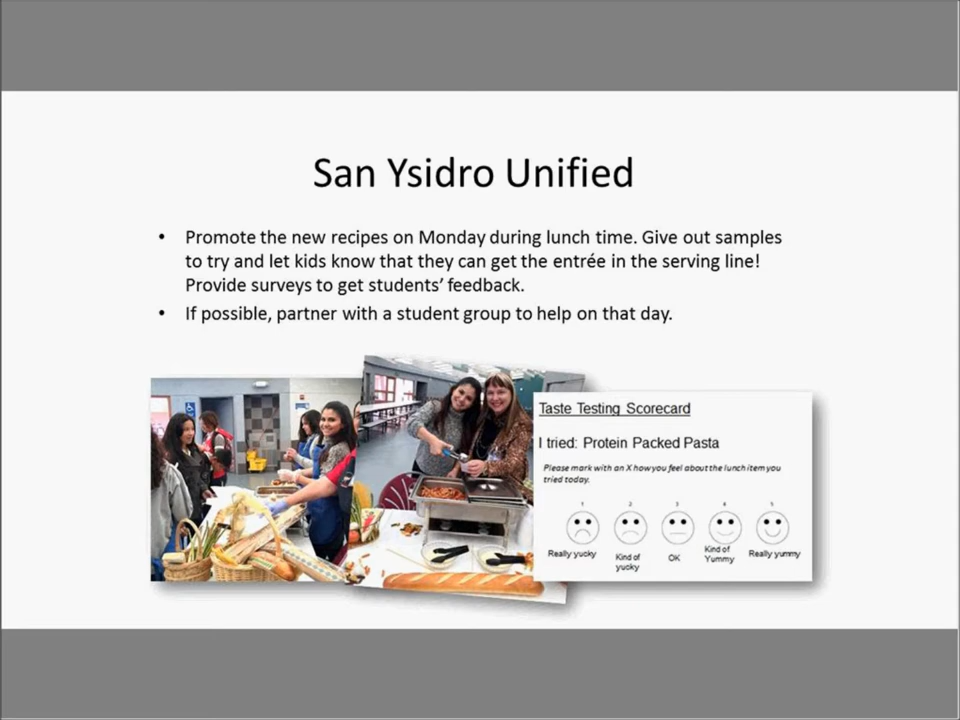 San Ysidro Unified
• Promote the new recipes on Monday during lunch time. Give out samples
to try and let kids know that they can get the entrée in the serving line!
Provide surveys to get students’ feedback.
• If possible, partner with a student group to help on that day.
Taste Testing Scorecard
I tried: Protein Packed Pasta
Please mark with an X how you feel about the lunch item you
tried today.
1 2 3 4 5
Really yucky Kind of yucky OK Kind of Yummy Really yummy